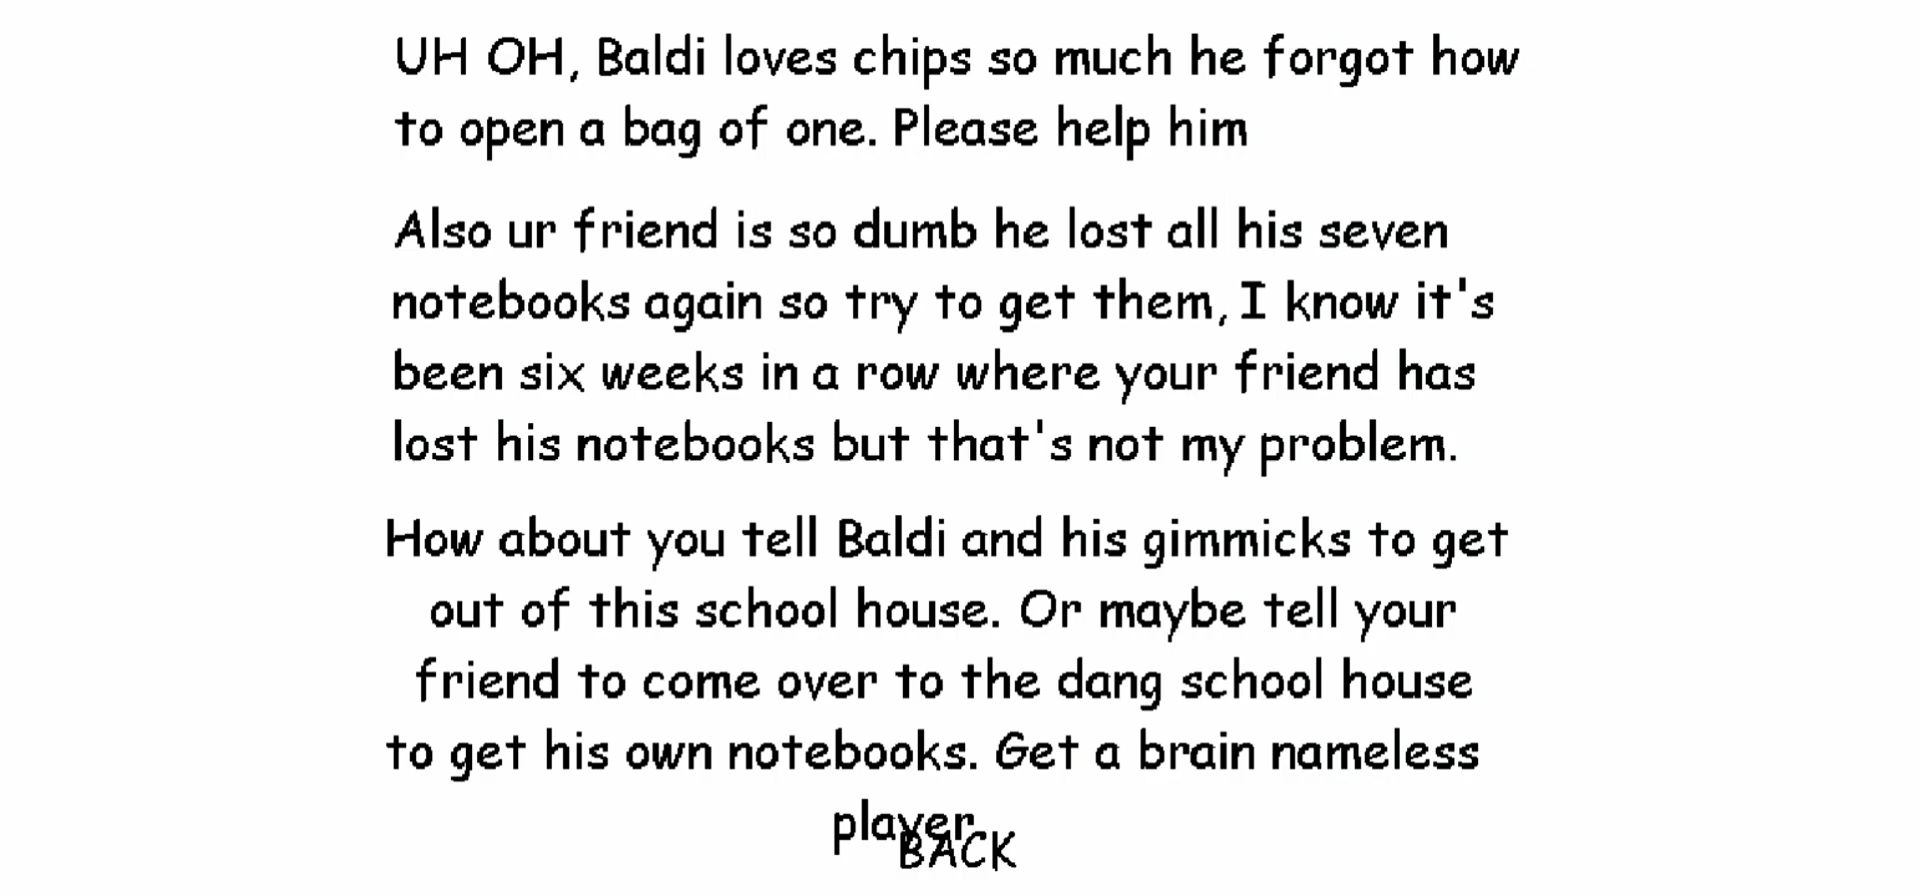 UH OH, Baldi loves chips so much he forgot how
to open a bag of one. Please help him
Also ur friend is so dumb he lost all his seven
notebooks again so try to get them, I know it's
been six weeks in a row where your friend has
lost his notebooks but that's not my problem.
How about you tell Baldi and his gimmicks to get
out of this school house. Or maybe tell your
friend to come over to the dang school house
to get his own notebooks. Get a brain nameless
player.
BACK